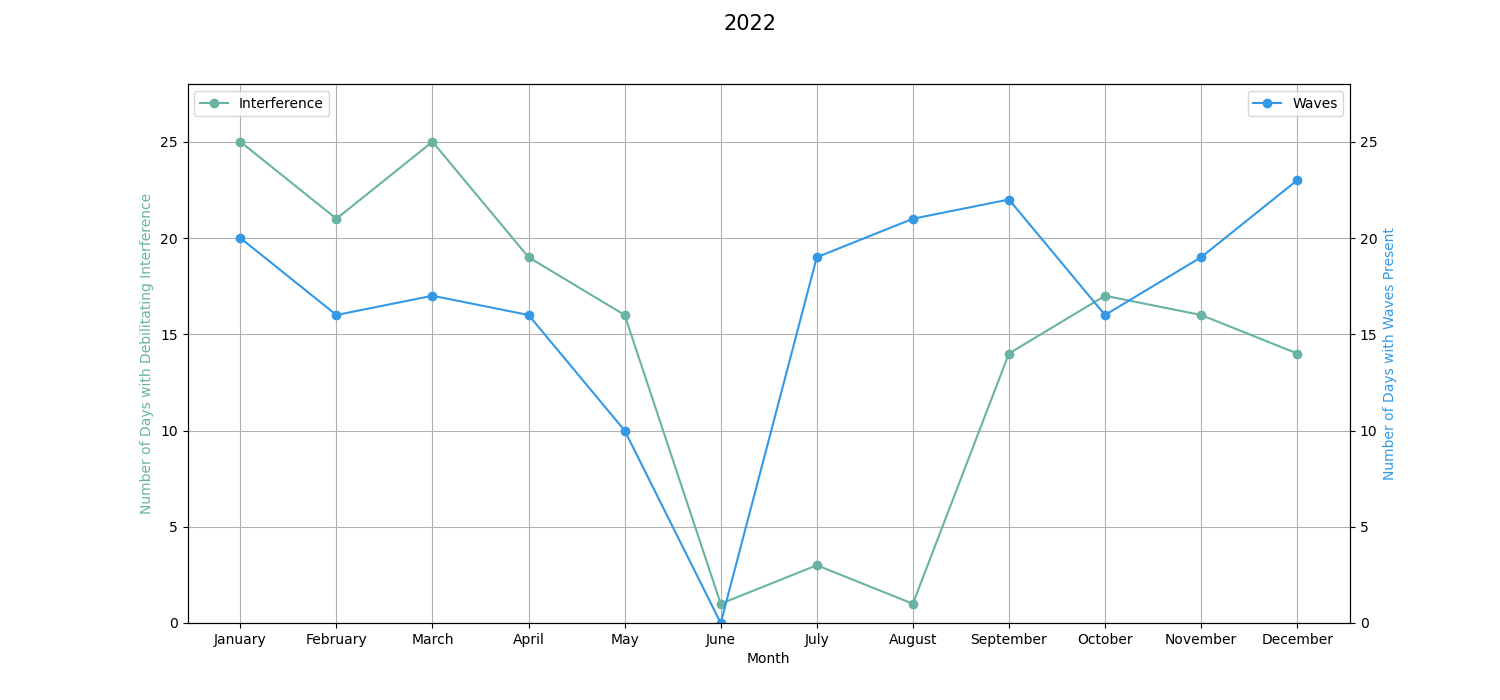 2022
Interference
Waves
Number of Days with Debilitating Interference
25
20
15
10
5
0
25
20
15
10
5
0
Number of Days with Waves Present
January February March April May June July August September October November December
Month